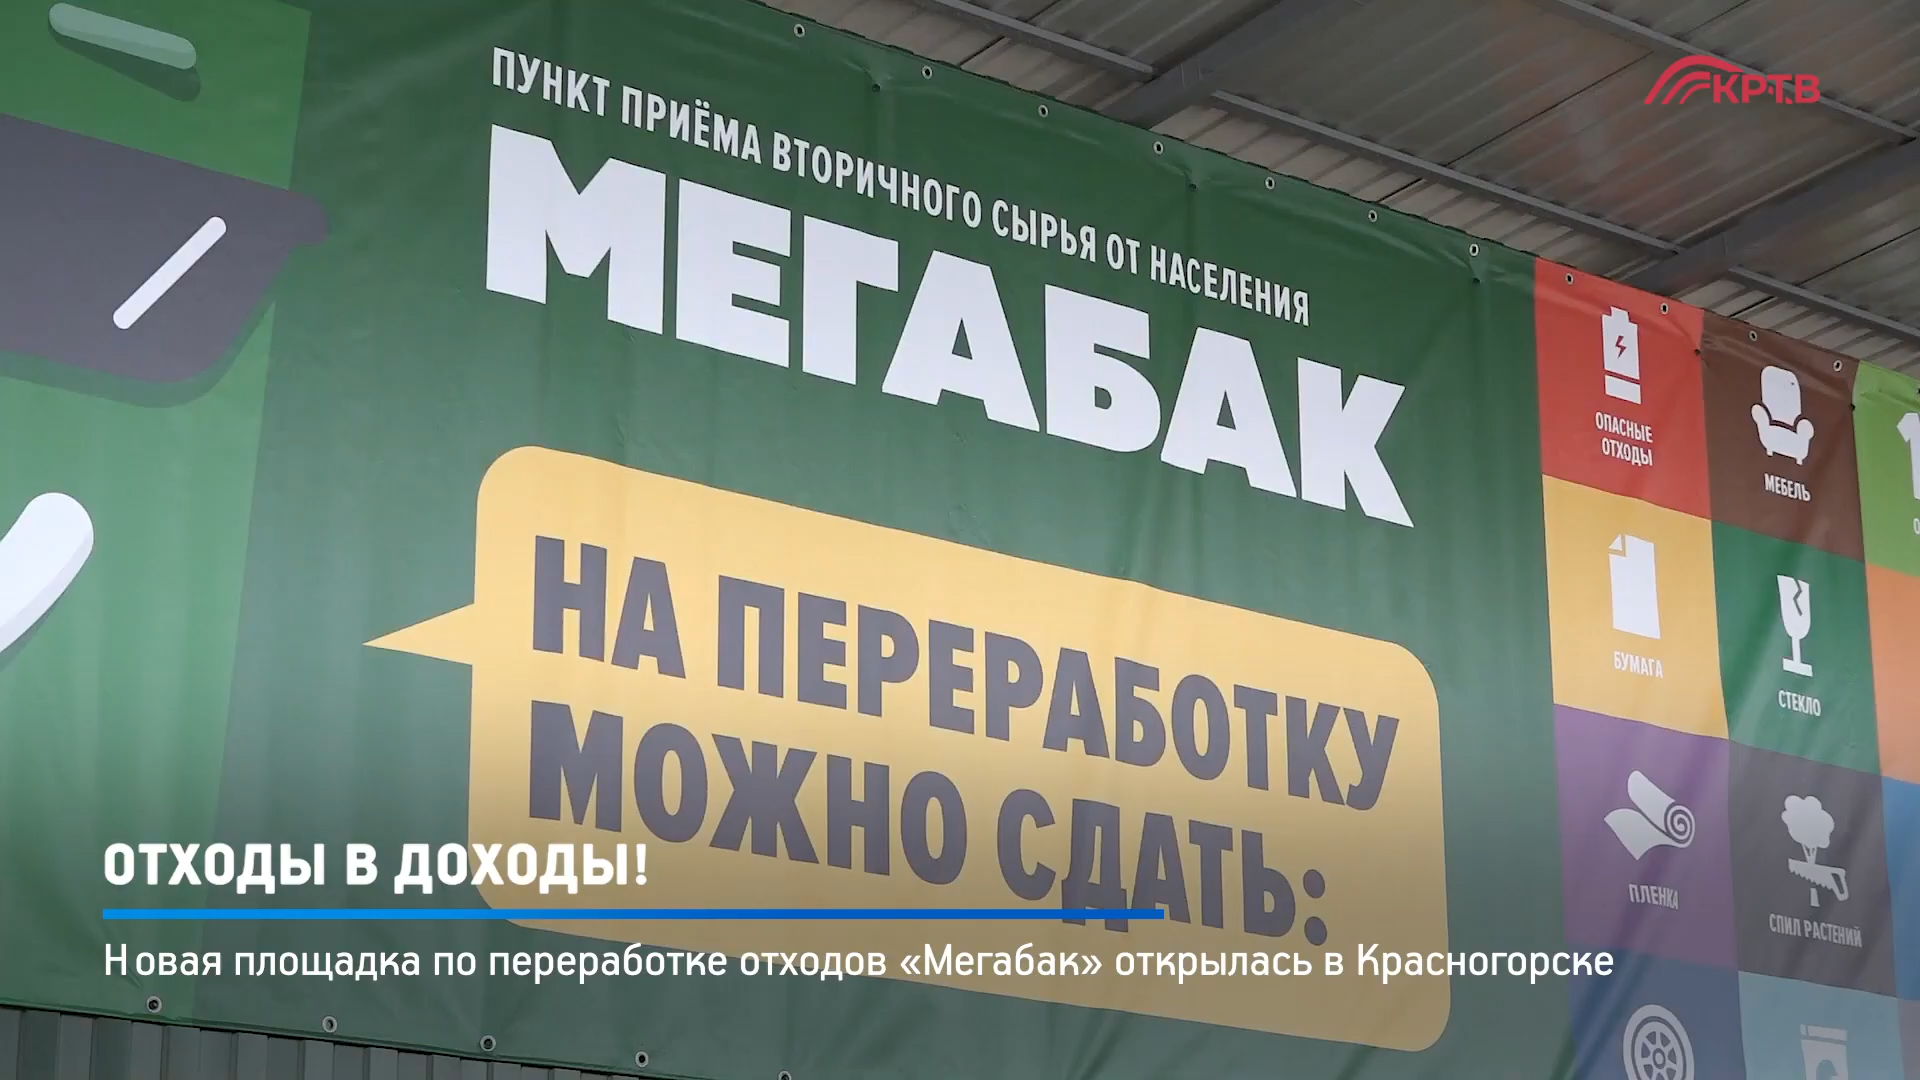 КРТВ
ПУНКТ ПРИЁМА ВТОРИЧНОГО СЫРЬЯ ОТ НАСЕЛЕНИЯ
МЕГАБАК
НА ПЕРЕРАБОТКУ
МОЖНО СДАТЬ:
ОПАСНЫЕ
ОТХОДЫ
МЕБЕЛЬ
БУМАГА
СТЕКЛО
ПЛЕНКА
СПИЛ РАСТЕНИЙ
ОТХОДЫ В ДОХОДЫ!
Новая площадка по переработке отходов «Мегабак» открылась в Красногорске